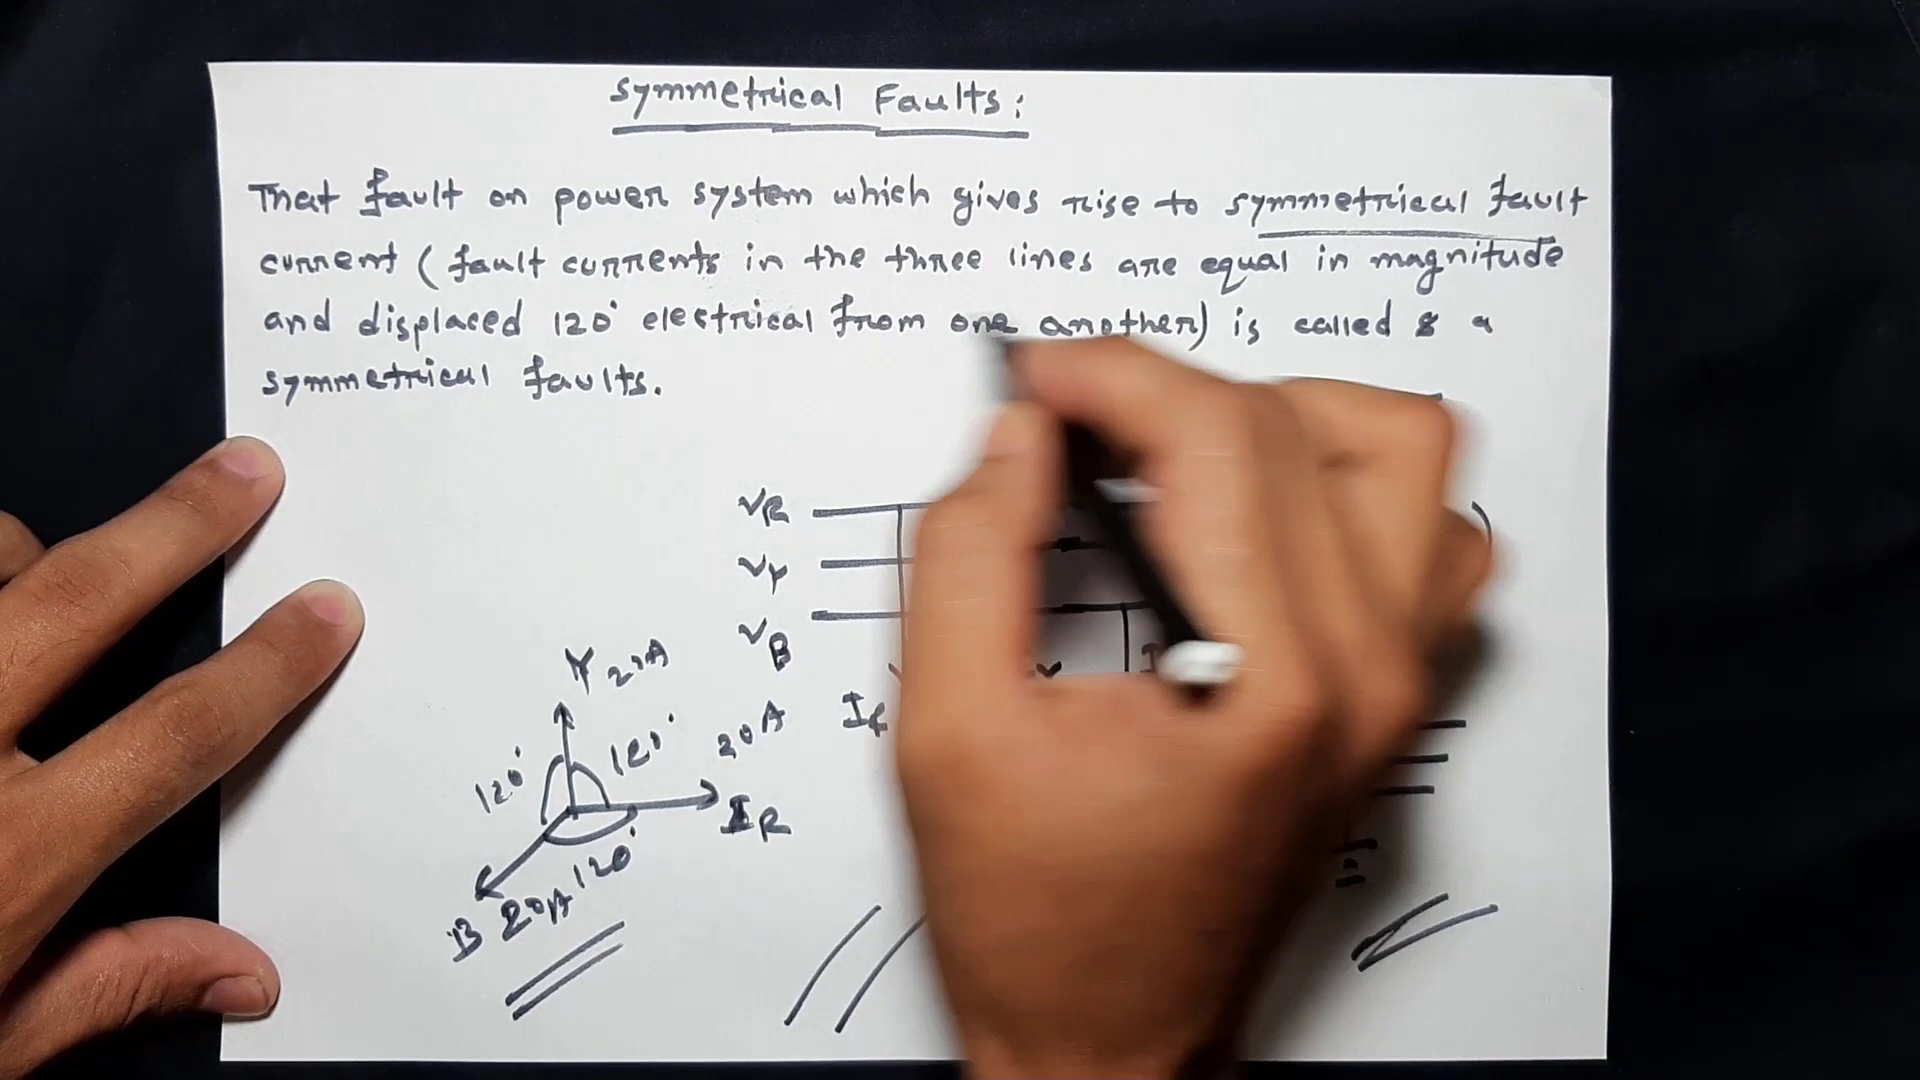 Symmetrical Faults:
That fault on power system which gives rise to symmetrical fault
current (fault currents in the three lines are equal in magnitude
and displaced 120° electrical from one another) is called a
symmetrical faults.
VR
VY
VB
Y 20A
120°
120°
20A
IR
IR
120°
B 20A